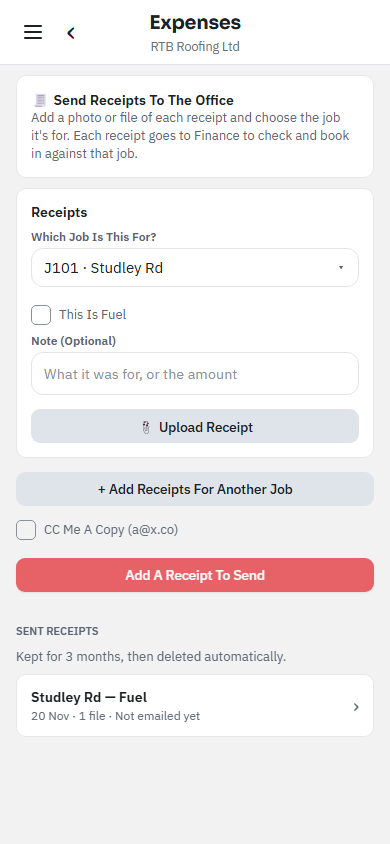 Expenses
RTB Roofing Ltd
Send Receipts To The Office
Add a photo or file of each receipt and choose the job
it's for. Each receipt goes to Finance to check and book
in against that job.
Receipts
Which Job Is This For?
J101 · Studley Rd
This Is Fuel
Note (Optional)
What it was for, or the amount
Upload Receipt
+ Add Receipts For Another Job
CC Me A Copy (a@x.co)
Add A Receipt To Send
SENT RECEIPTS
Kept for 3 months, then deleted automatically.
Studley Rd — Fuel
20 Nov · 1 file · Not emailed yet